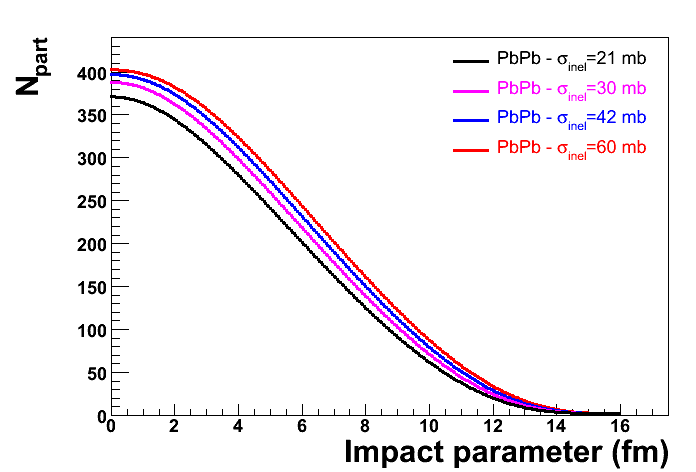 N_part
PbPb - σ_inel=21 mb
PbPb - σ_inel=30 mb
PbPb - σ_inel=42 mb
PbPb - σ_inel=60 mb
400
350
300
250
200
150
100
50
0
0 2 4 6 8 10 12 14 16
Impact parameter (fm)